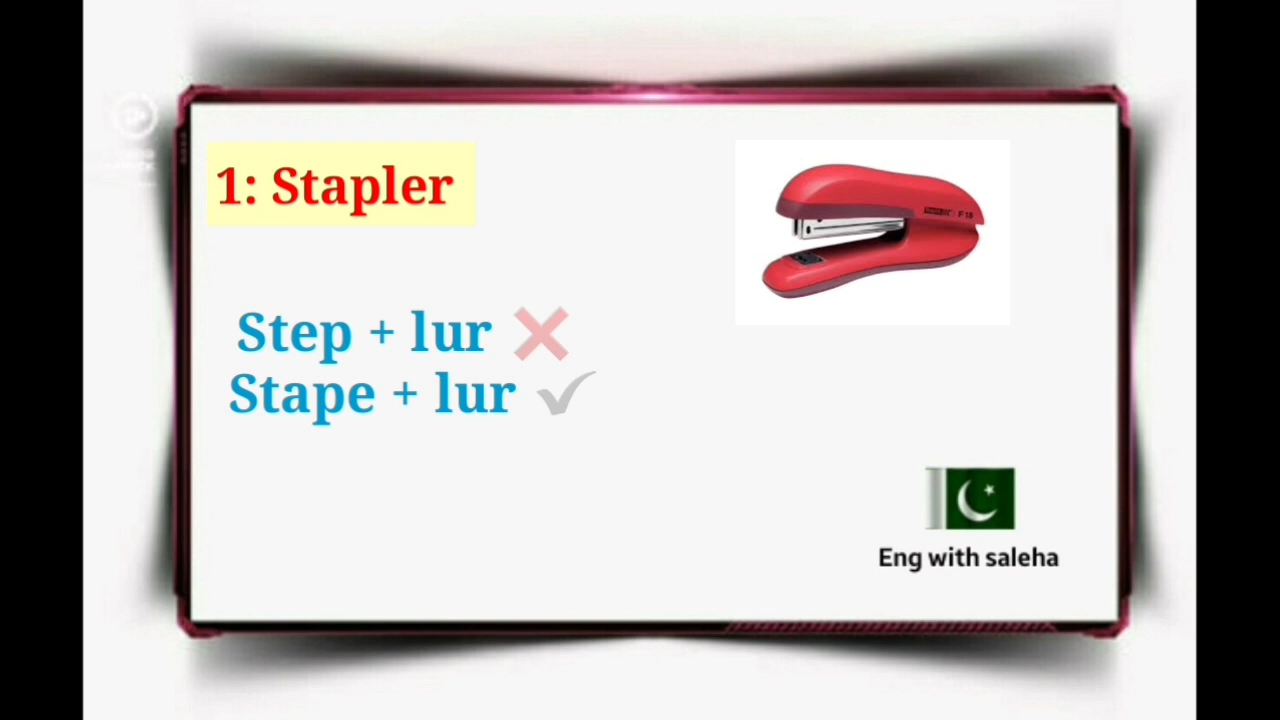 1: Stapler
Step + lur ❌
Stape + lur ✔
Eng with saleha